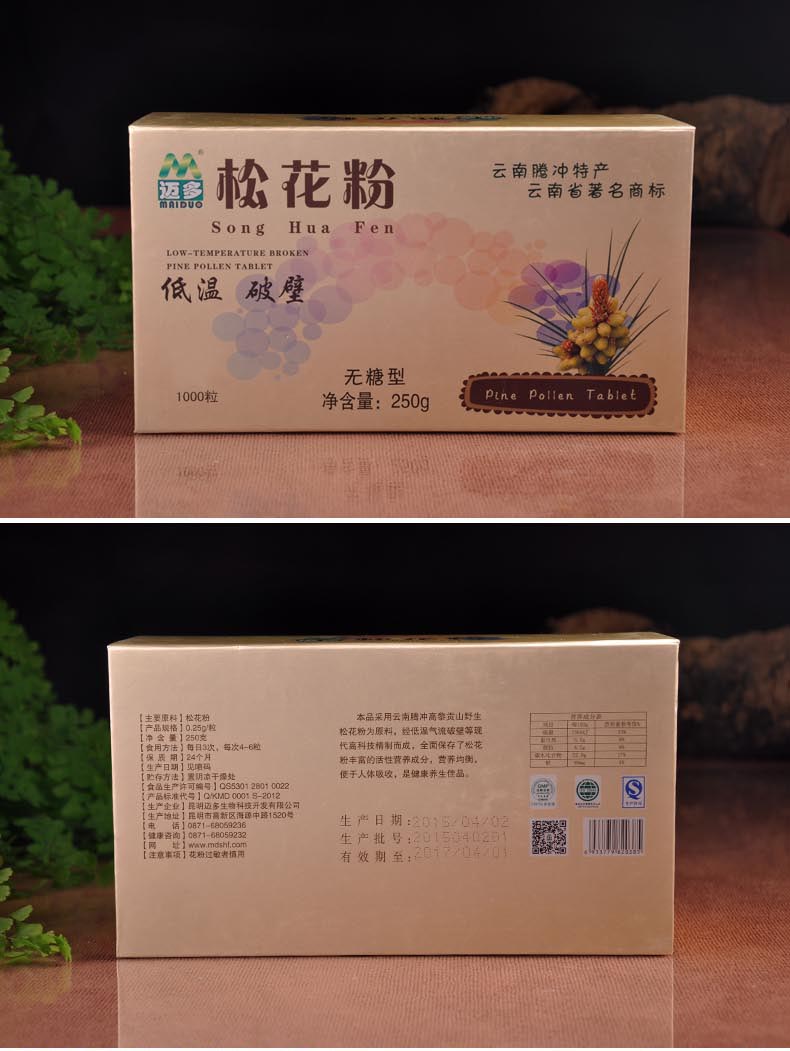 迈多
MAIDUO
®
松花粉
Song Hua Fen
云南腾冲特产
云南省著名商标
LOW-TEMPERATURE BROKEN
PINE POLLEN TABLET
低温 破壁
1000粒
无糖型
净含量：250g
Pine Pollen Tablet
【主要原料】松花粉
【产品规格】0.25g/粒
【净 含 量】250克
【食用方法】每日3次，每次4-6粒
【保 质 期】24个月
【生产日期】见喷码
【贮存方法】置阴凉干燥处
【食品生产许可编号】QS5301 2801 0022
【产品标准代号】Q/KMD 0001 S-2012
【生产企业】昆明迈多生物科技开发有限公司
【生产地址】昆明市高新区海源中路1520号
【电 话】0871-68059236
【健康咨询】0871-68059232
【网 址】www.mdshf.com
【注意事项】花粉过敏者慎用
本品采用云南腾冲高黎贡山野生
松花粉为原料，经低温气流破壁等现
代高科技精制而成，全面保存了松花
粉丰富的活性营养成分，营养均衡，
便于人体吸收，是健康养生佳品。
生产日期：2015/04/02
生产批号：2015040201
有效期至：2017/04/01
营养成分表
GMP
QS